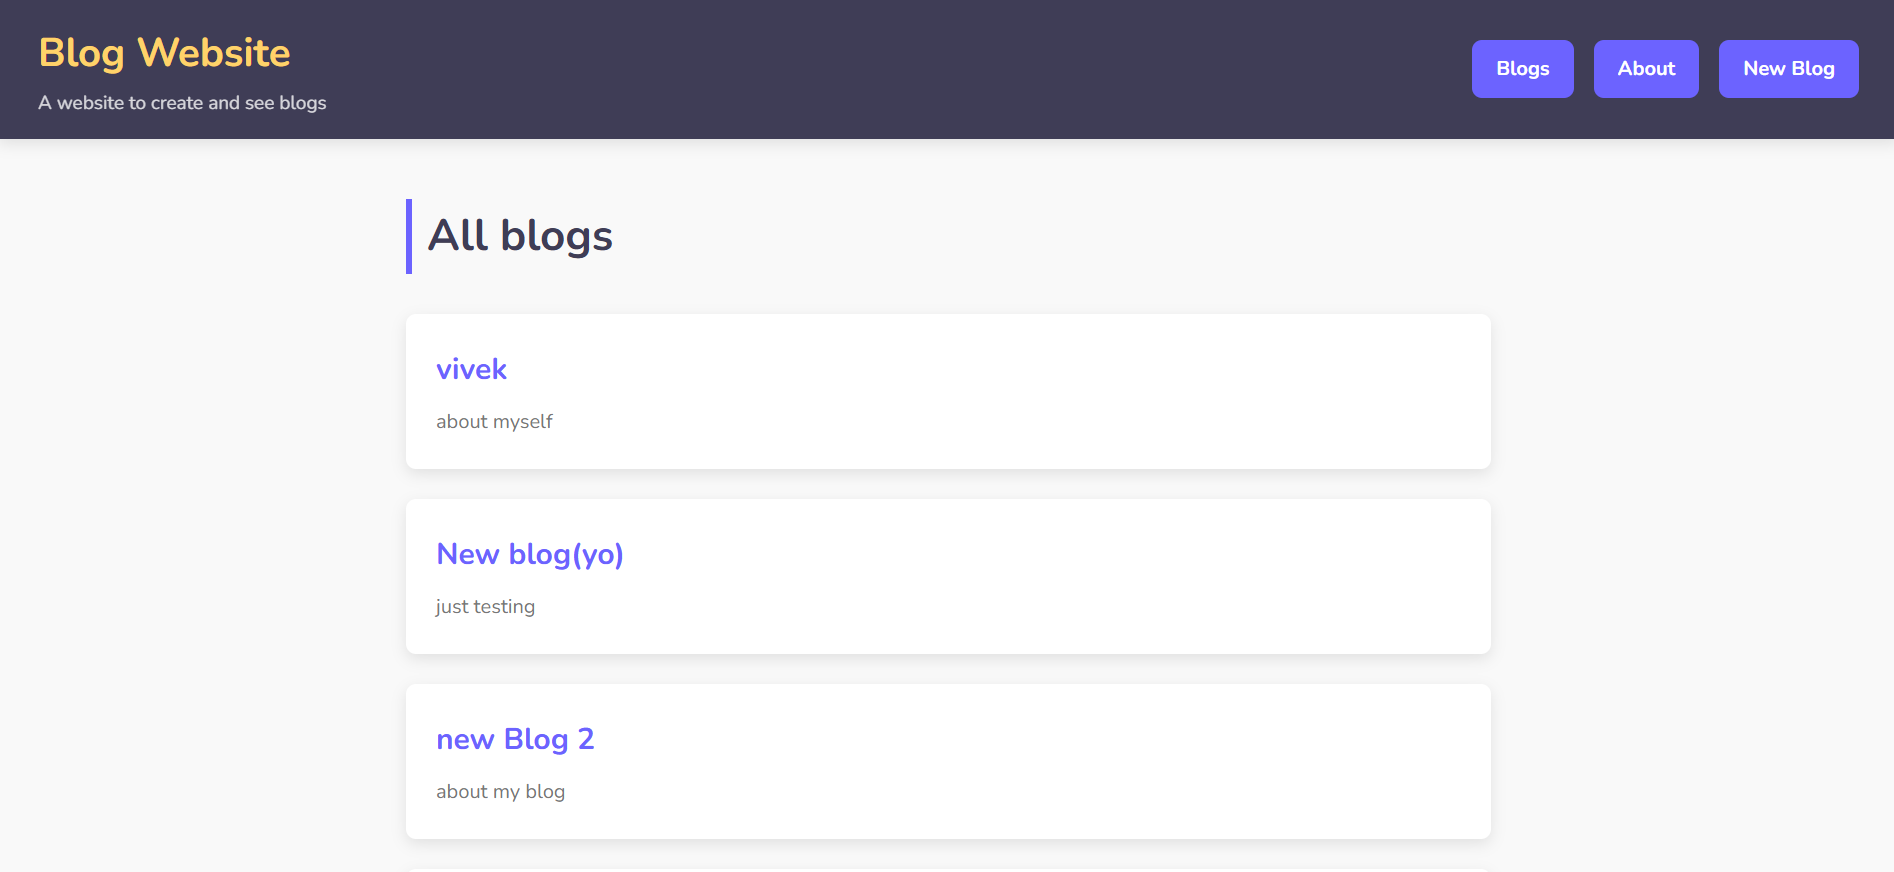 Blog Website
A website to create and see blogs
Blogs
About
New Blog
All blogs
vivek
about myself
New blog(yo)
just testing
new Blog 2
about my blog